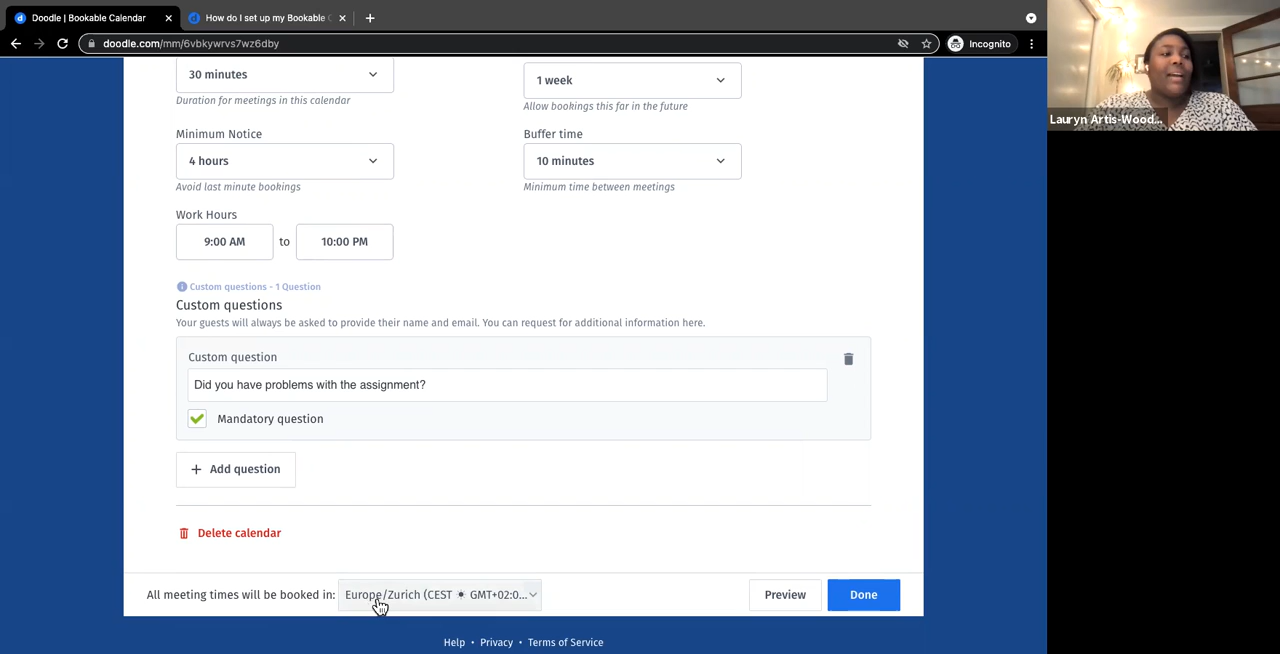 Doodle | Bookable Calendar
How do I set up my Bookable C
doodle.com/mm/6vbkywrvs7wz6dby
Incognito
Lauryn Artis-Wood...
30 minutes
Duration for meetings in this calendar
1 week
Allow bookings this far in the future
Minimum Notice
4 hours
Avoid last minute bookings
Buffer time
10 minutes
Minimum time between meetings
Work Hours
9:00 AM to 10:00 PM
Custom questions - 1 Question
Custom questions
Your guests will always be asked to provide their name and email. You can request for additional information here.
Custom question
Did you have problems with the assignment?
Mandatory question
+ Add question
Delete calendar
All meeting times will be booked in: Europe/Zurich (CEST ☀ GMT+02:0...
Preview
Done
Help • Privacy • Terms of Service